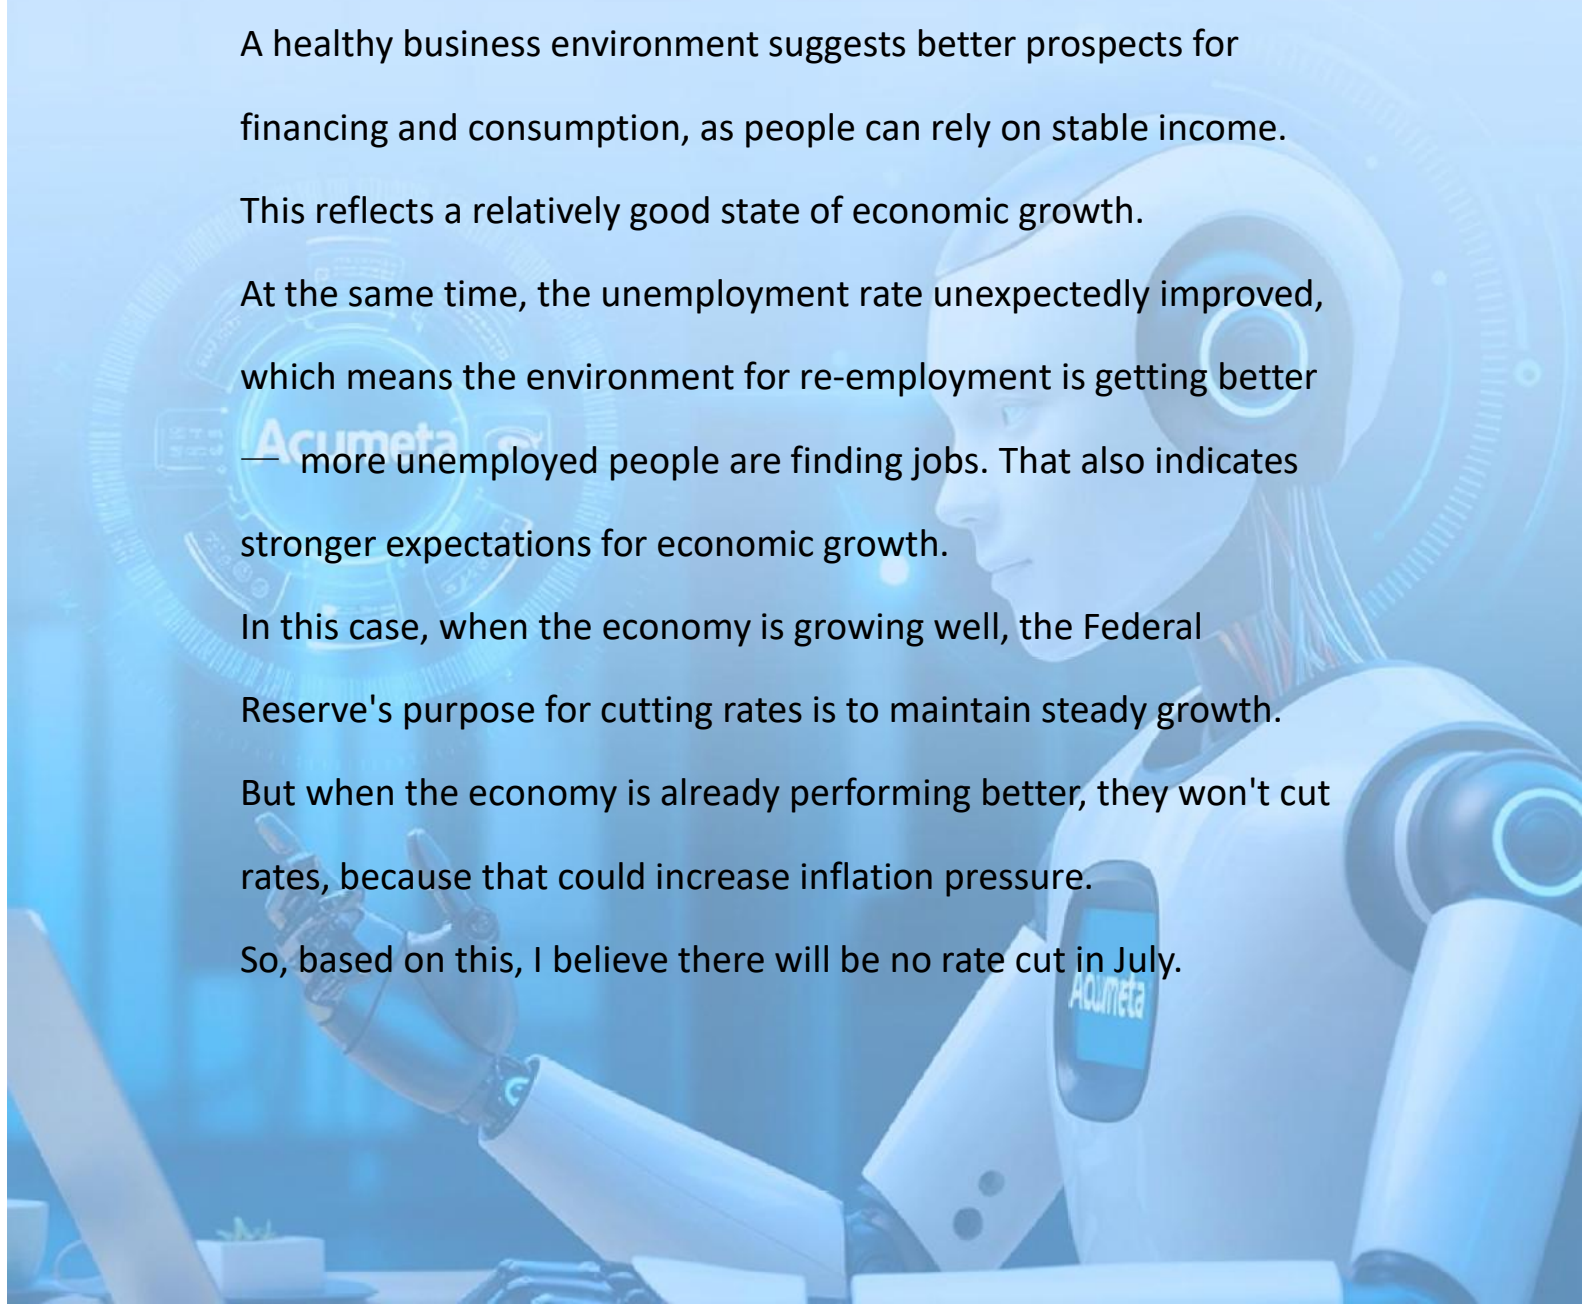 A healthy business environment suggests better prospects for
financing and consumption, as people can rely on stable income.
This reflects a relatively good state of economic growth.
At the same time, the unemployment rate unexpectedly improved,
which means the environment for re-employment is getting better
Acumeta
— more unemployed people are finding jobs. That also indicates
stronger expectations for economic growth.
In this case, when the economy is growing well, the Federal
Reserve's purpose for cutting rates is to maintain steady growth.
But when the economy is already performing better, they won't cut
rates, because that could increase inflation pressure.
So, based on this, I believe there will be no rate cut in July.
Acumeta